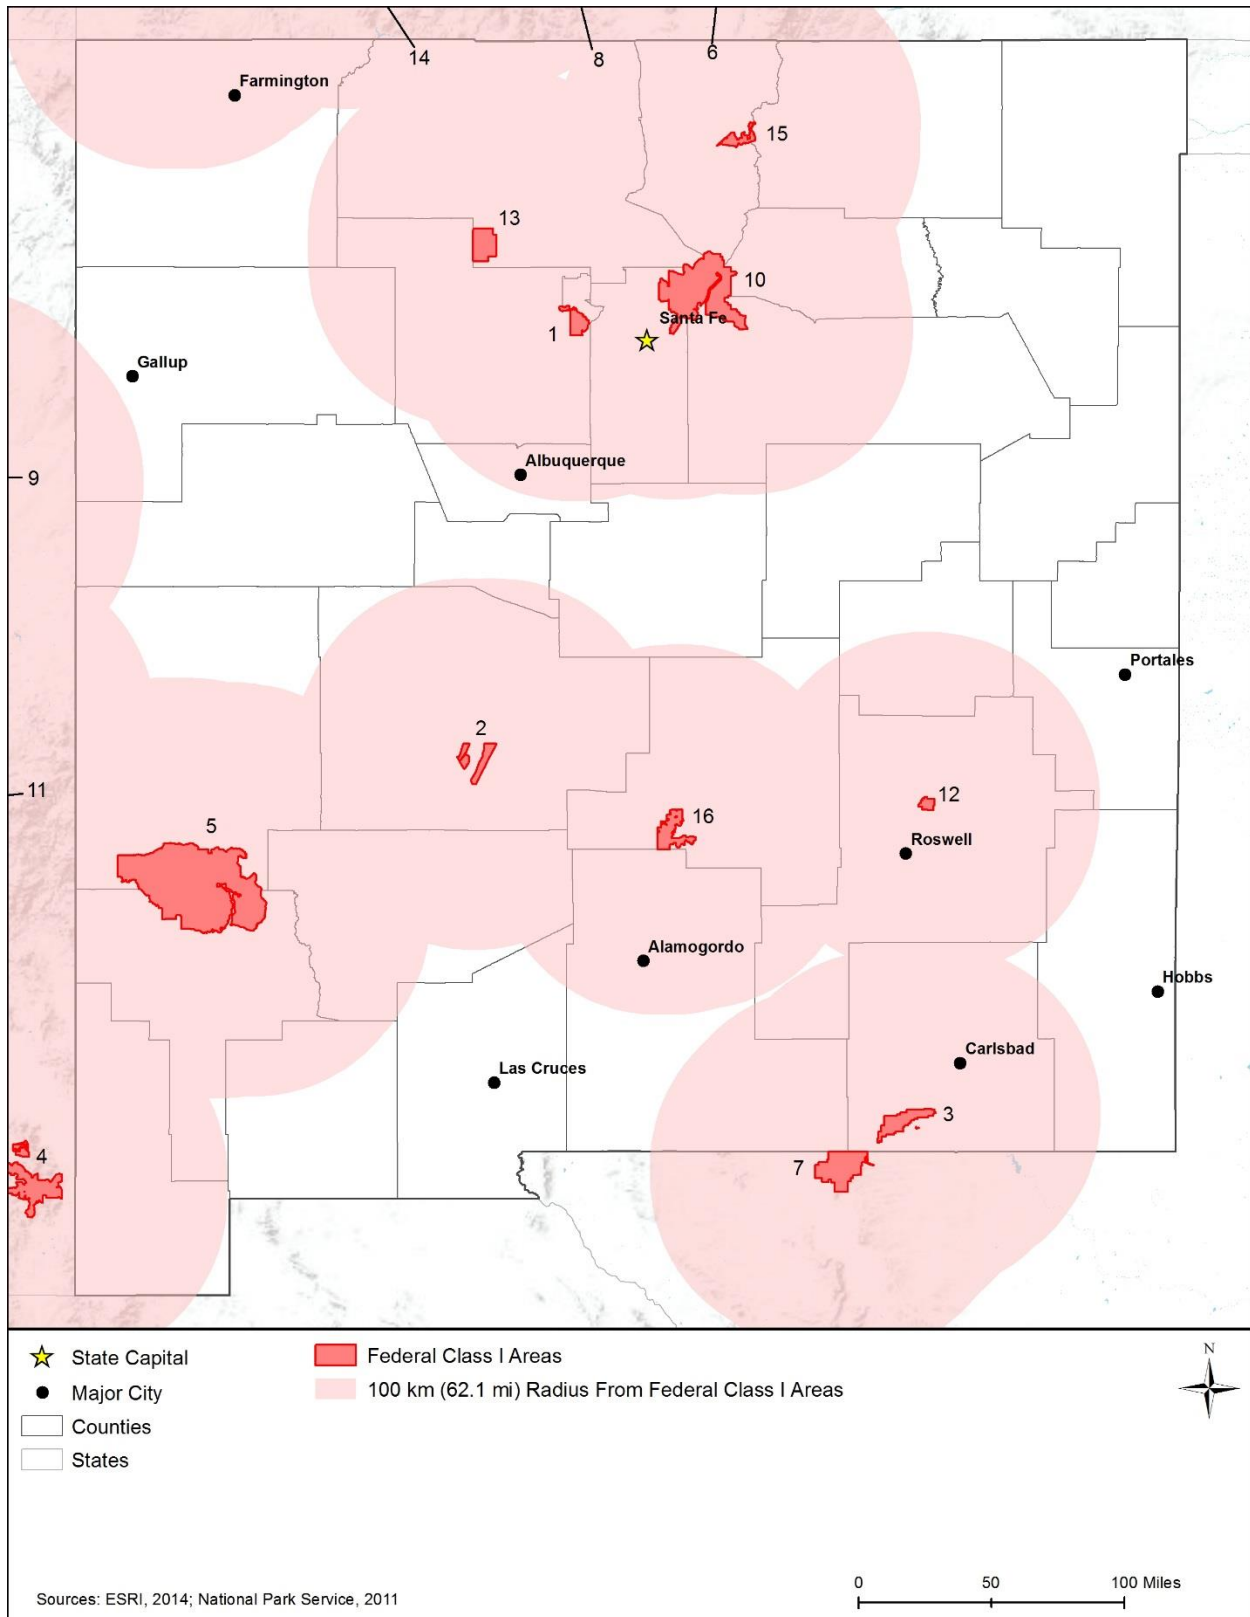 14
8
6
Farmington
15
13
10
1
Santa Fe
Gallup
Albuquerque
9
Portales
2
11
12
16
5
Roswell
Alamogordo
Hobbs
Carlsbad
Las Cruces
3
4
7
State Capital
Federal Class I Areas
N
Major City
100 km (62.1 mi) Radius From Federal Class I Areas
Counties
States
0 50 100 Miles
Sources: ESRI, 2014; National Park Service, 2011